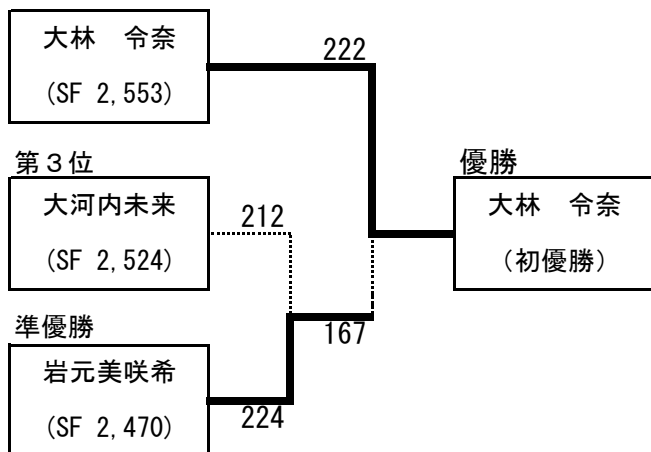 大林　令奈
(SF 2,553)
222
第３位
大河内未来
(SF 2,524)
212
優勝
大林　令奈
(初優勝)
準優勝
岩元美咲希
(SF 2,470)
224
167